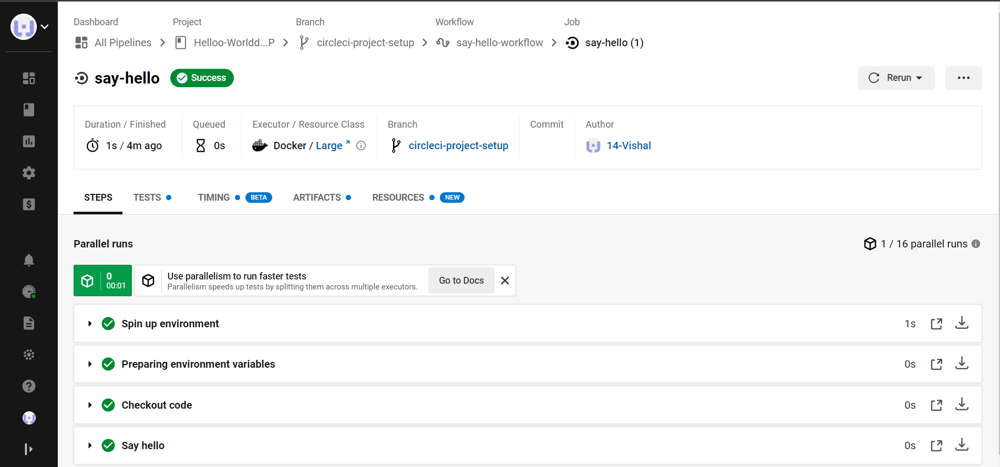 Dashboard Project Branch Workflow Job
All Pipelines Helloo-Worldd...P circleci-project-setup say-hello-workflow say-hello (1)
say-hello Success Rerun
Duration / Finished Queued Executor / Resource Class Branch Commit Author
1s / 4m ago 0s Docker / Large circleci-project-setup 14-Vishal
STEPS TESTS TIMING BETA ARTIFACTS RESOURCES NEW
Parallel runs 1 / 16 parallel runs
0
00:01
Use parallelism to run faster tests
Parallelism speeds up tests by splitting them across multiple executors.
Go to Docs
Spin up environment 1s
Preparing environment variables 0s
Checkout code 0s
Say hello 0s